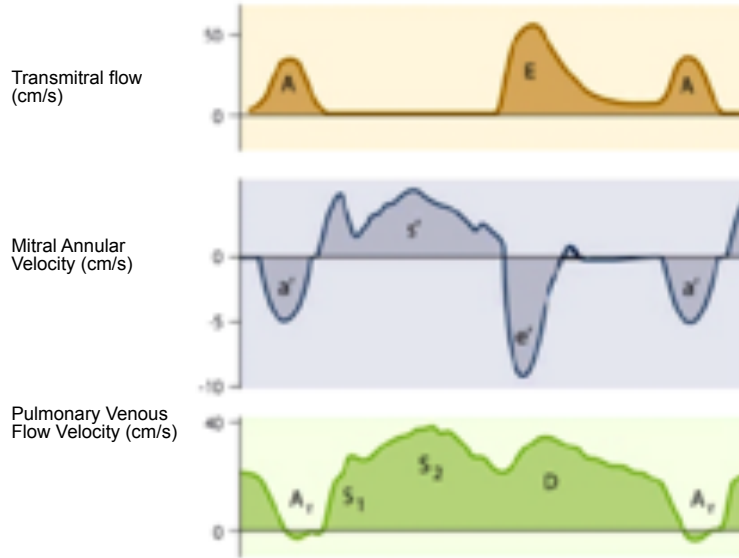 50
Transmitral flow
(cm/s)
A
E
A
0
Mitral Annular
Velocity (cm/s)
0
s'
a'
a'
-5
e'
-10
Pulmonary Venous
Flow Velocity (cm/s)
40
S2
D
Ar
S1
Ar
0